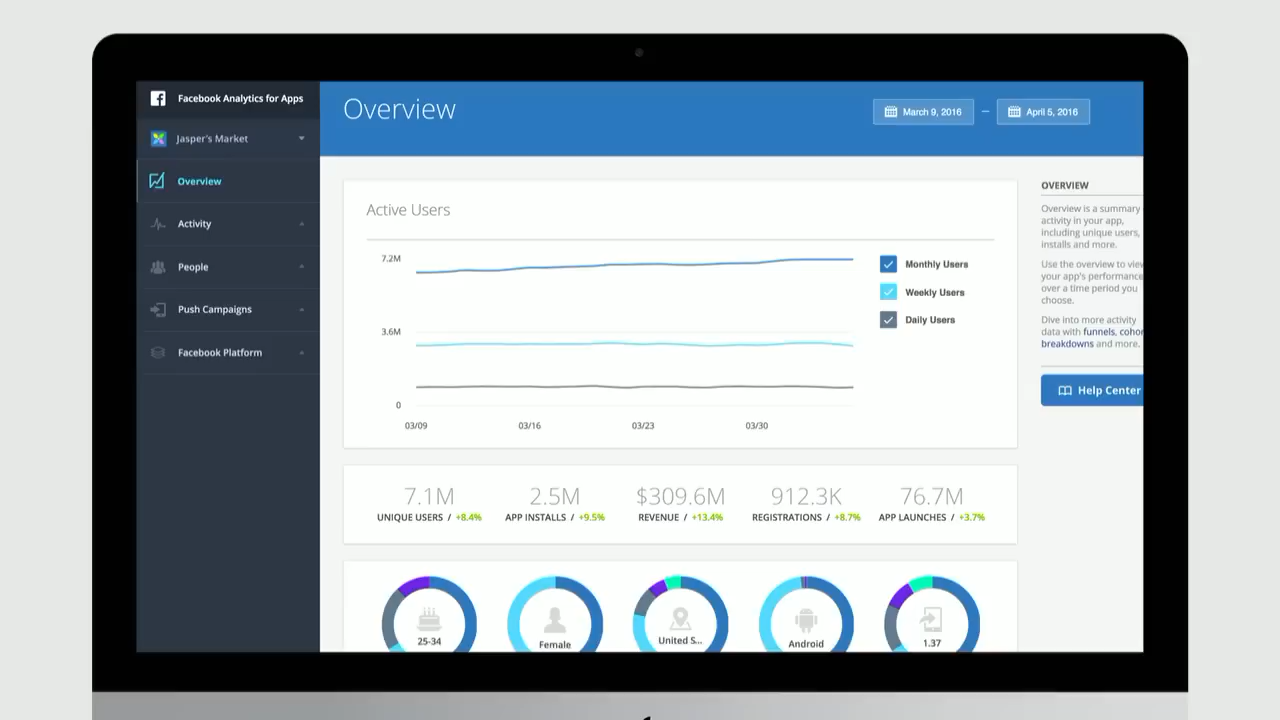 Facebook Analytics for Apps
Jasper's Market
Overview
Activity
People
Push Campaigns
Facebook Platform
Overview
March 9, 2016 – April 5, 2016
Active Users
7.2M
3.6M
0
03/09 03/16 03/23 03/30
Monthly Users
Weekly Users
Daily Users
7.1M
UNIQUE USERS / +8.4%
2.5M
APP INSTALLS / +9.5%
$309.6M
REVENUE / +13.4%
912.3K
REGISTRATIONS / +8.7%
76.7M
APP LAUNCHES / +3.7%
25-34
Female
United S...
Android
1.37
OVERVIEW
Overview is a summary
activity in your app,
including unique users,
installs and more.
Use the overview to view
your app's performance
over a time period you
choose.
Dive into more activity
data with funnels, cohor
breakdowns and more.
Help Center